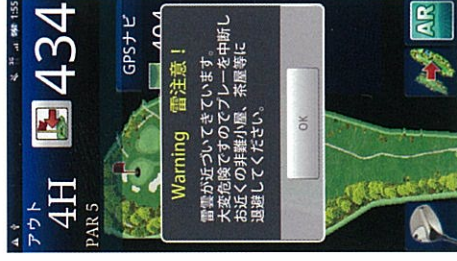 1:55
アウト
4H
PAR 5
434
GPSナビ
Warning 雷注意！
雷雲が近づいてきています。
大変危険ですのでプレーを中断し
お近くの非難小屋、茶屋等に
退避してください。
OK
AR